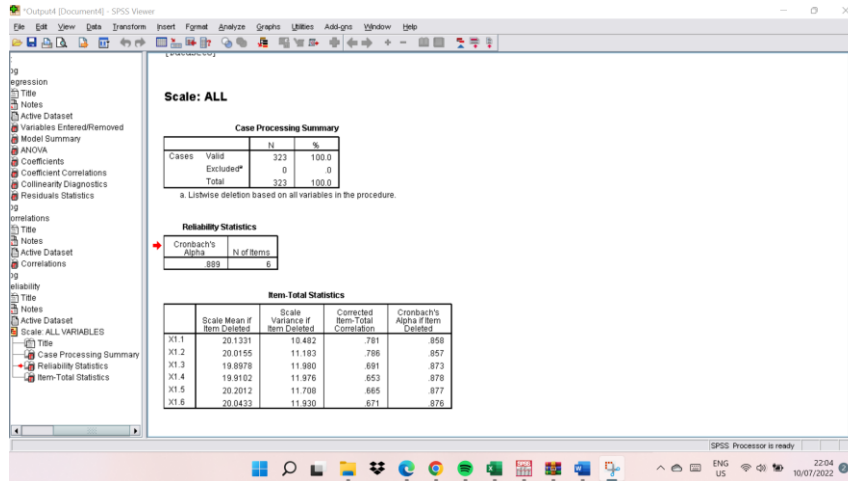 *Output4 [Document4] - SPSS Viewer
File Edit View Data Transform Insert Format Analyze Graphs Utilities Add-ons Window Help
og
egression
Title
Notes
Active Dataset
Variables Entered/Removed
Model Summary
ANOVA
Coefficients
Coefficient Correlations
Collinearity Diagnostics
Residuals Statistics
og
orrelations
Title
Notes
Active Dataset
Correlations
og
eliability
Title
Notes
Active Dataset
Scale: ALL VARIABLES
Title
Case Processing Summary
Reliability Statistics
Item-Total Statistics
Scale: ALL
Case Processing Summary
N %
Cases Valid 323 100.0
Excludedᵃ 0 .0
Total 323 100.0
a. Listwise deletion based on all variables in the procedure.
Reliability Statistics
Cronbach's
Alpha N of Items
.889 6
Item-Total Statistics
Scale Mean if Item Deleted Scale Variance if Item Deleted Corrected Item-Total Correlation Cronbach's Alpha if Item Deleted
X1.1 20.1331 10.482 .781 .858
X1.2 20.0155 11.183 .786 .857
X1.3 19.8978 11.980 .691 .873
X1.4 19.9102 11.976 .653 .878
X1.5 20.2012 11.708 .665 .877
X1.6 20.0433 11.930 .671 .876
SPSS Processor is ready
ENG
US
22:04
10/07/2022